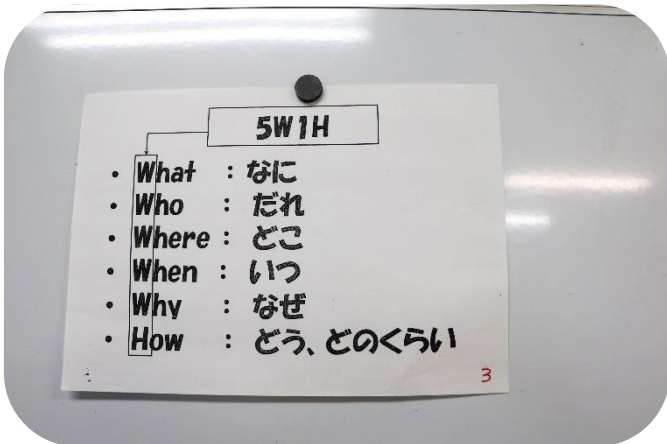 5W1H
• What : なに
• Who : だれ
• Where : どこ
• When : いつ
• Why : なぜ
• How : どう、どのくらい
3